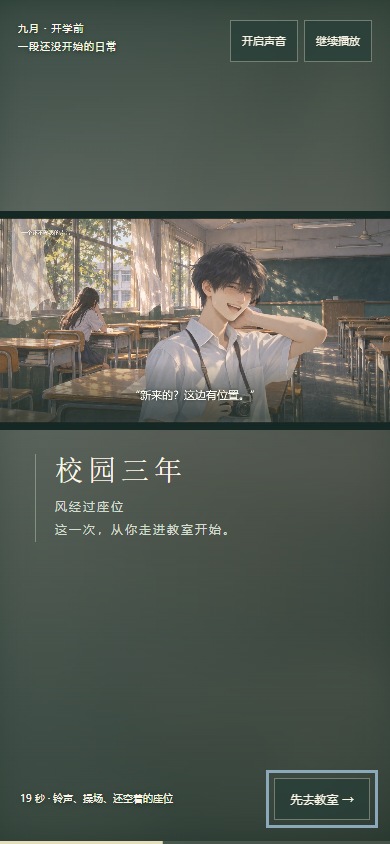 九月 · 开学前
一段还没开始的日常
开启声音
继续播放
“新来的？这边有位置。”
校园三年
风经过座位
这一次，从你走进教室开始。
19 秒 · 铃声、操场、还空着的座位
先去教室 →